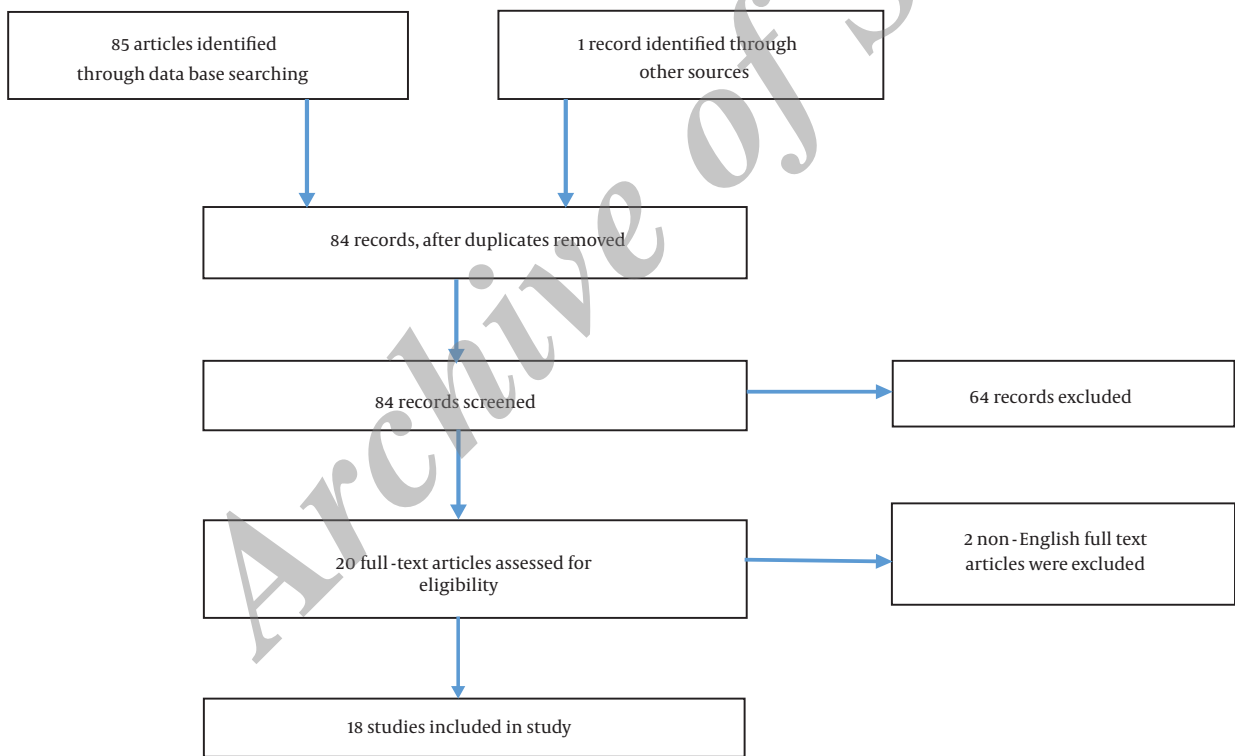 85 articles identified
through data base searching
1 record identified through
other sources
84 records, after duplicates removed
84 records screened
64 records excluded
20 full-text articles assessed for
eligibility
2 non-English full text
articles were excluded
18 studies included in study
Archive of